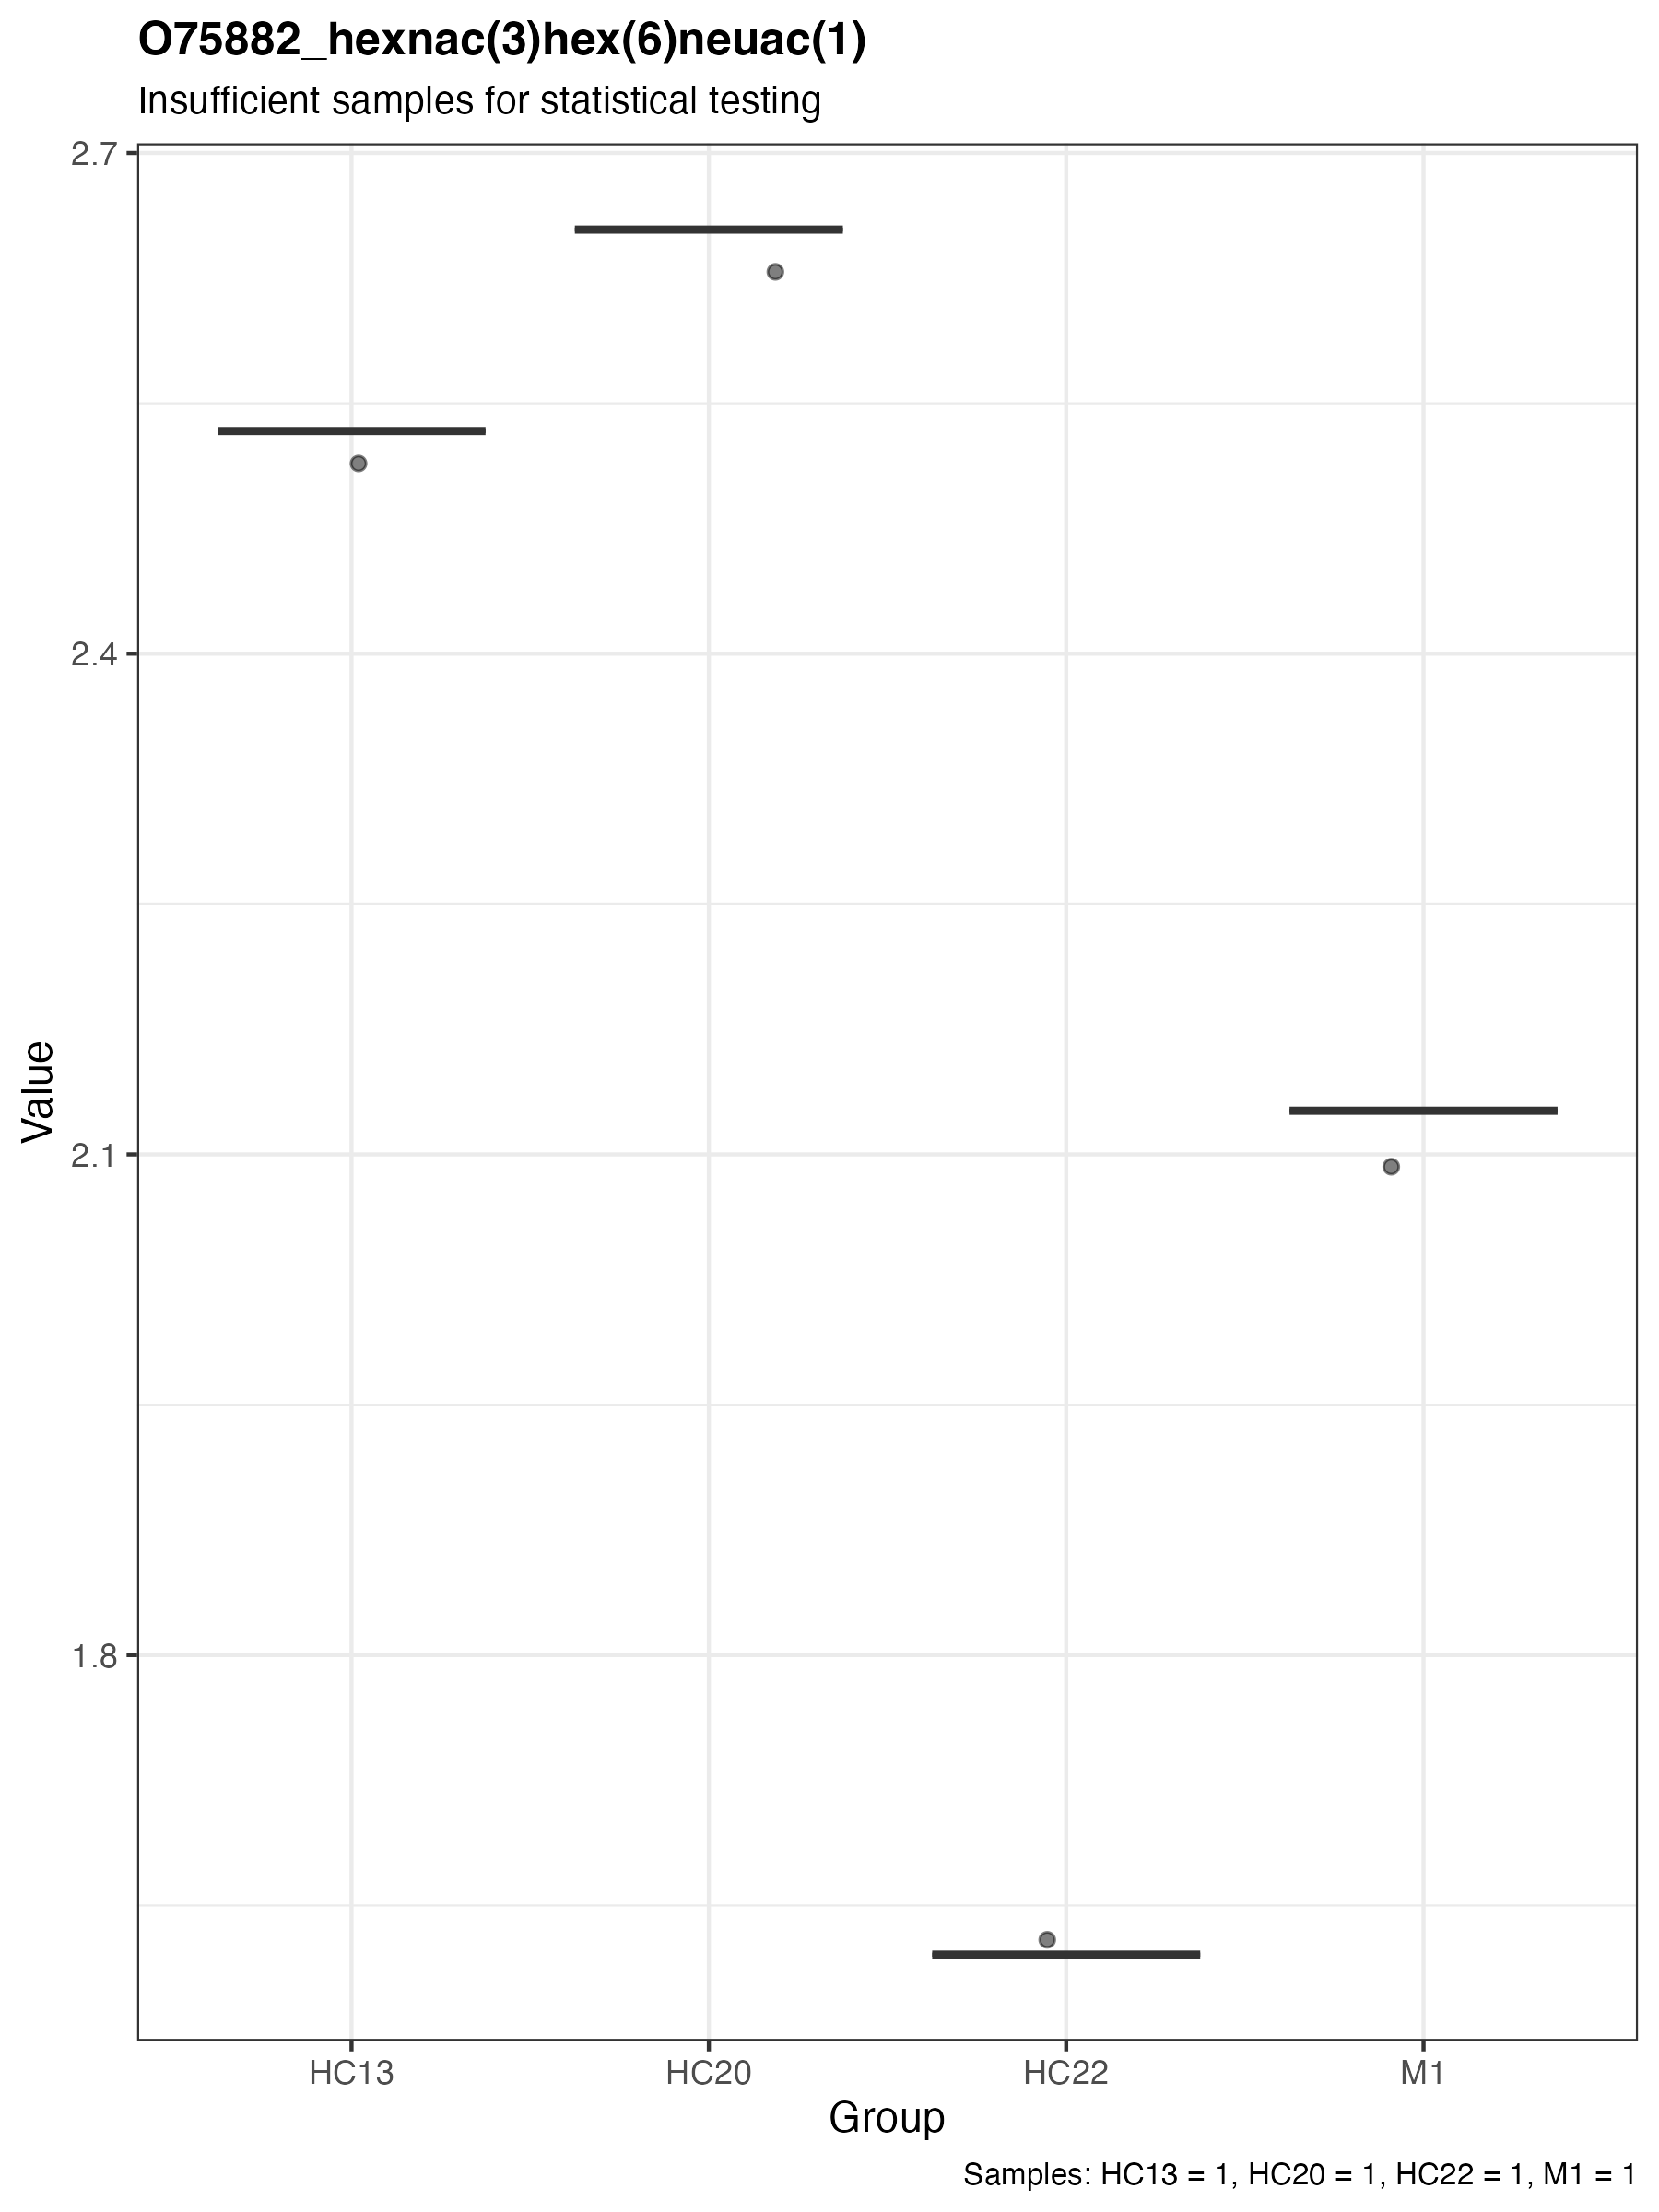 O75882_hexnac(3)hex(6)neuac(1)
Insufficient samples for statistical testing
2.7
2.4
2.1
1.8
Value
HC13 HC20 HC22 M1
Group
Samples: HC13 = 1, HC20 = 1, HC22 = 1, M1 = 1